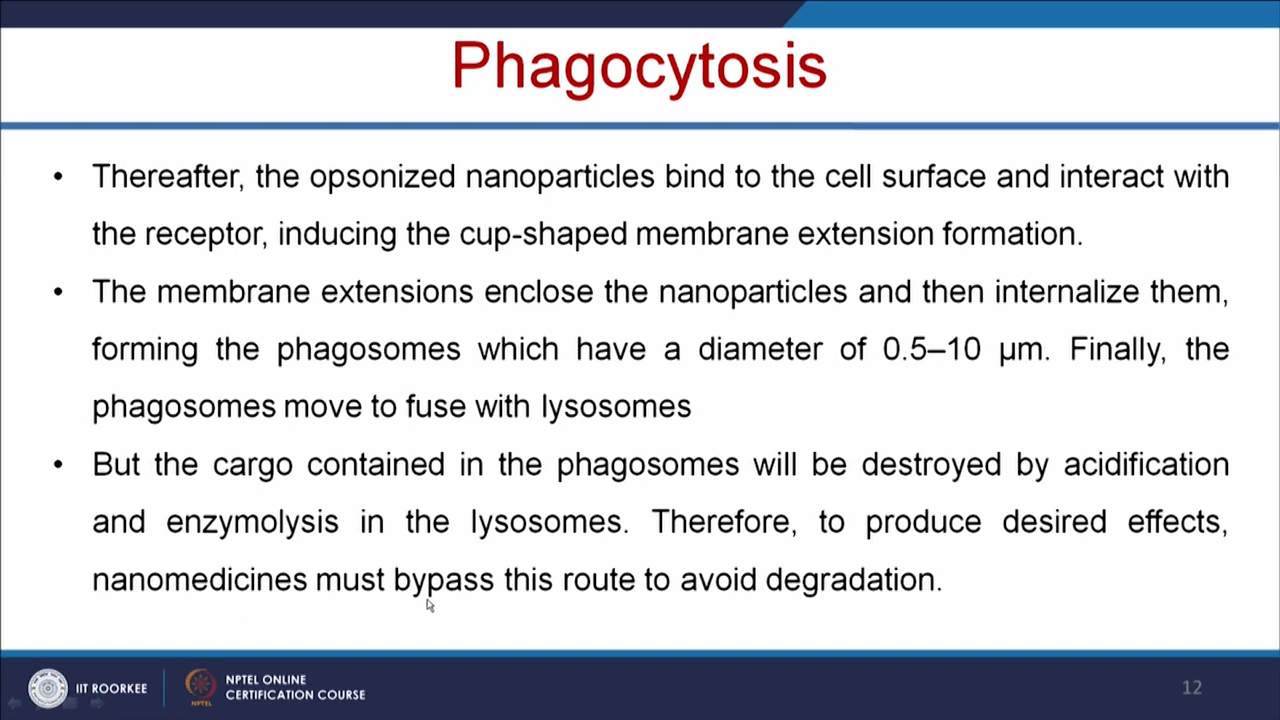 Phagocytosis
• Thereafter, the opsonized nanoparticles bind to the cell surface and interact with
the receptor, inducing the cup-shaped membrane extension formation.
• The membrane extensions enclose the nanoparticles and then internalize them,
forming the phagosomes which have a diameter of 0.5–10 µm. Finally, the
phagosomes move to fuse with lysosomes
• But the cargo contained in the phagosomes will be destroyed by acidification
and enzymolysis in the lysosomes. Therefore, to produce desired effects,
nanomedicines must bypass this route to avoid degradation.
IIT ROORKEE
NPTEL
NPTEL ONLINE
CERTIFICATION COURSE
12